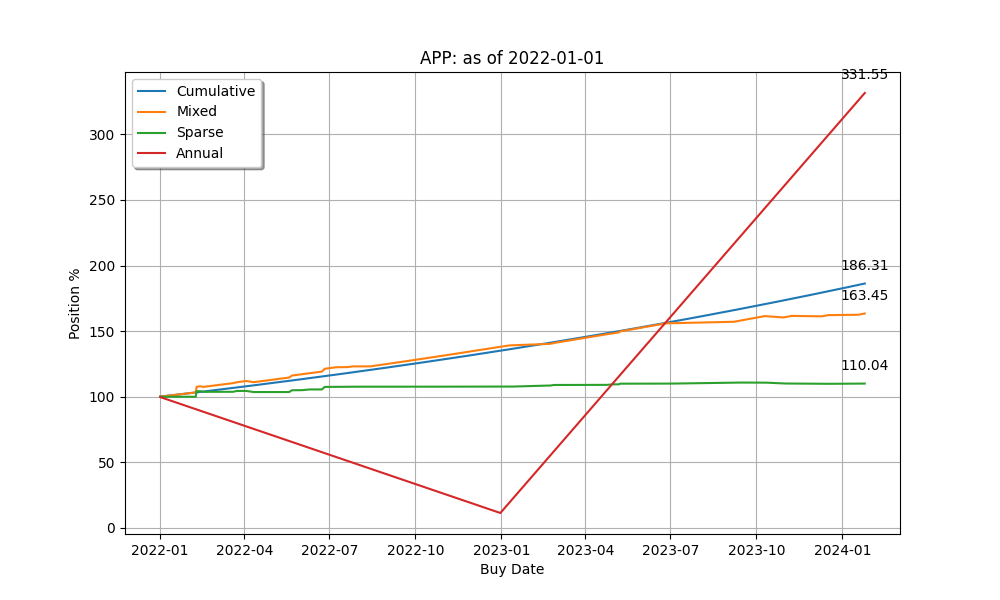 APP: as of 2022-01-01
Cumulative
Mixed
Sparse
Annual
331.55
186.31
163.45
110.04
Position %
300
250
200
150
100
50
0
2022-01 2022-04 2022-07 2022-10 2023-01 2023-04 2023-07 2023-10 2024-01
Buy Date